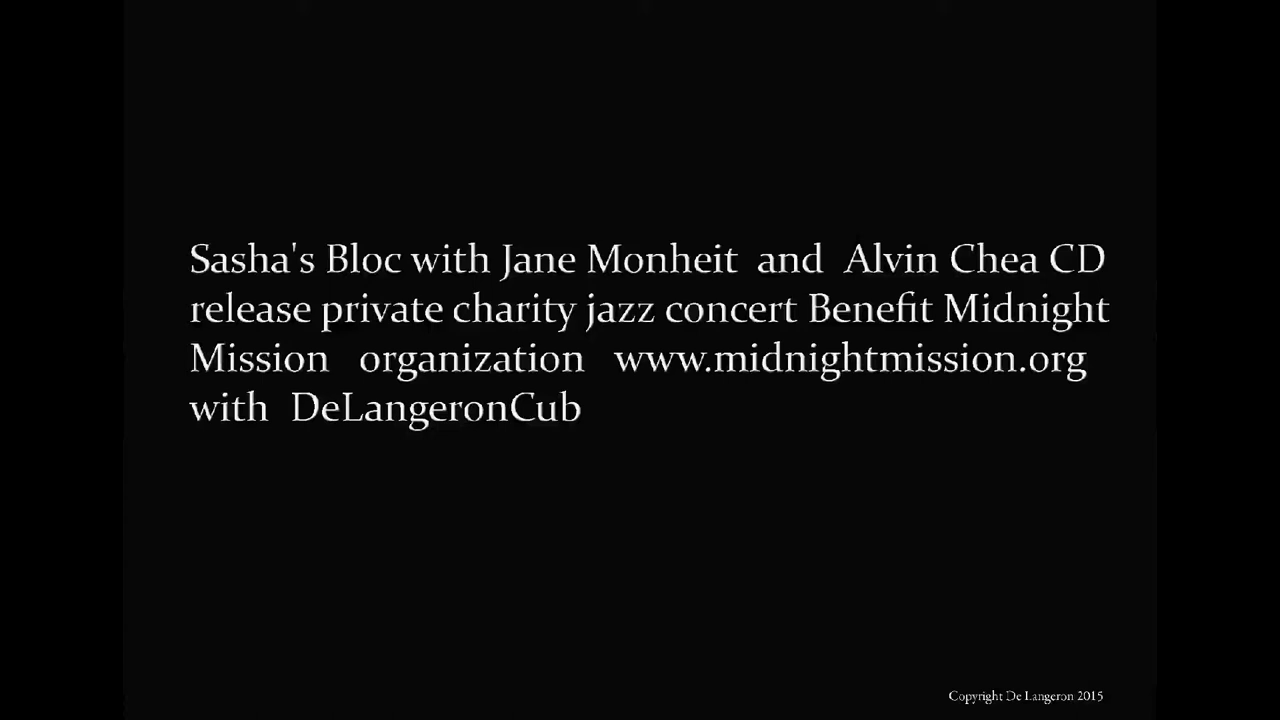 Sasha's Bloc with Jane Monheit and Alvin Chea CD
release private charity jazz concert Benefit Midnight
Mission organization www.midnightmission.org
with DeLangeronCub
Copyright De Langeron 2015